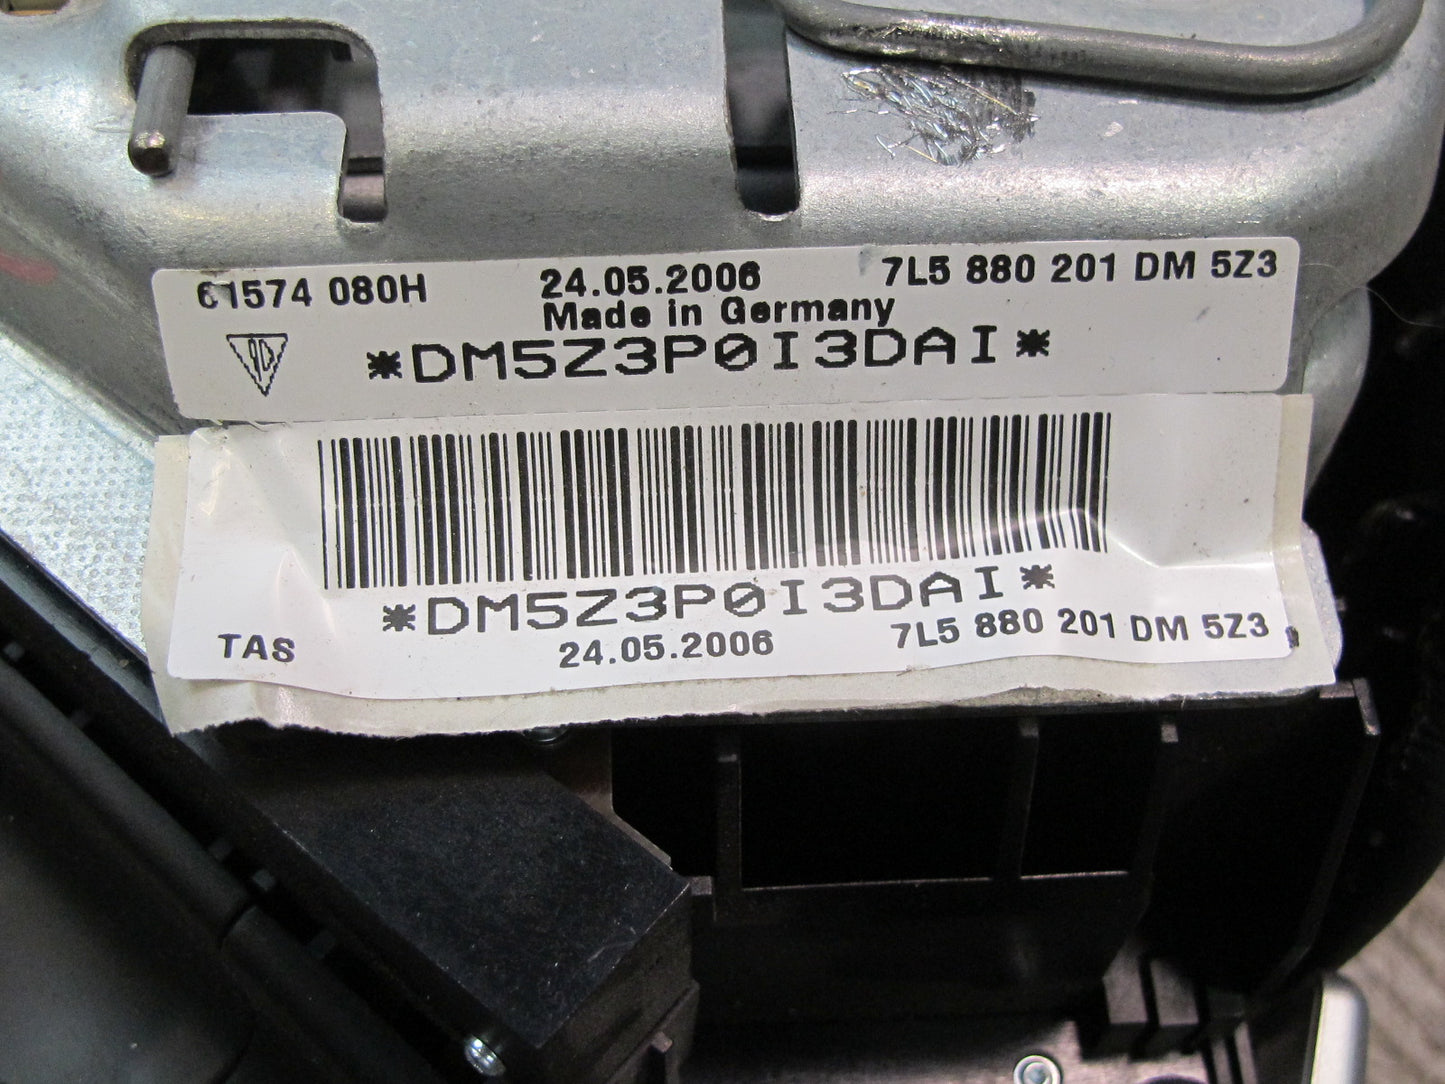 61574 080H 24.05.2006 7L5 880 201 DM 5Z3
Made in Germany
*DM5Z3P0I3DAI*
*DM5Z3P0I3DAI*
TAS 24.05.2006 7L5 880 201 DM 5Z3